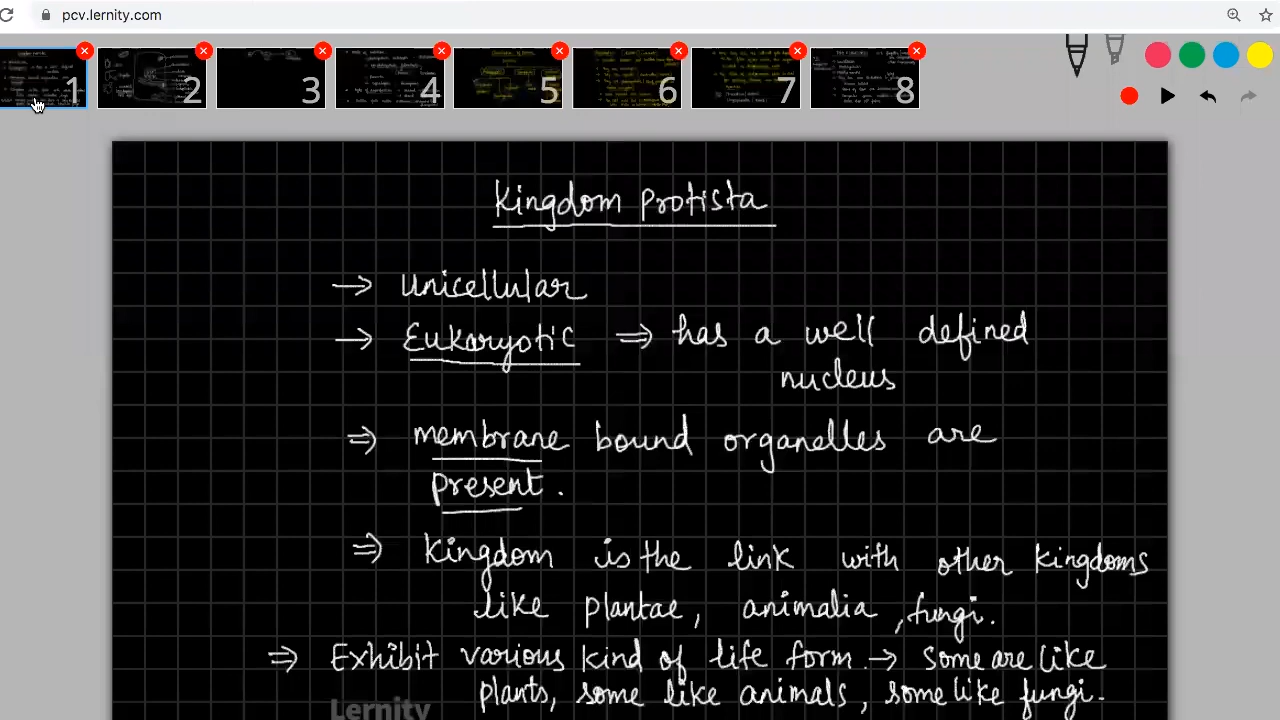 pcv.lernity.com
1
2
3
4
5
6
7
8
Kingdom Protista
→ Unicellular
→ Eukaryotic ⇒ has a well defined
nucleus
⇒ membrane bound organelles are
present.
⇒ Kingdom is the link with other kingdoms
like plantae, animalia, fungi.
⇒ Exhibit various kind of life form → some are like
plants, some like animals, some like fungi.
Lernity